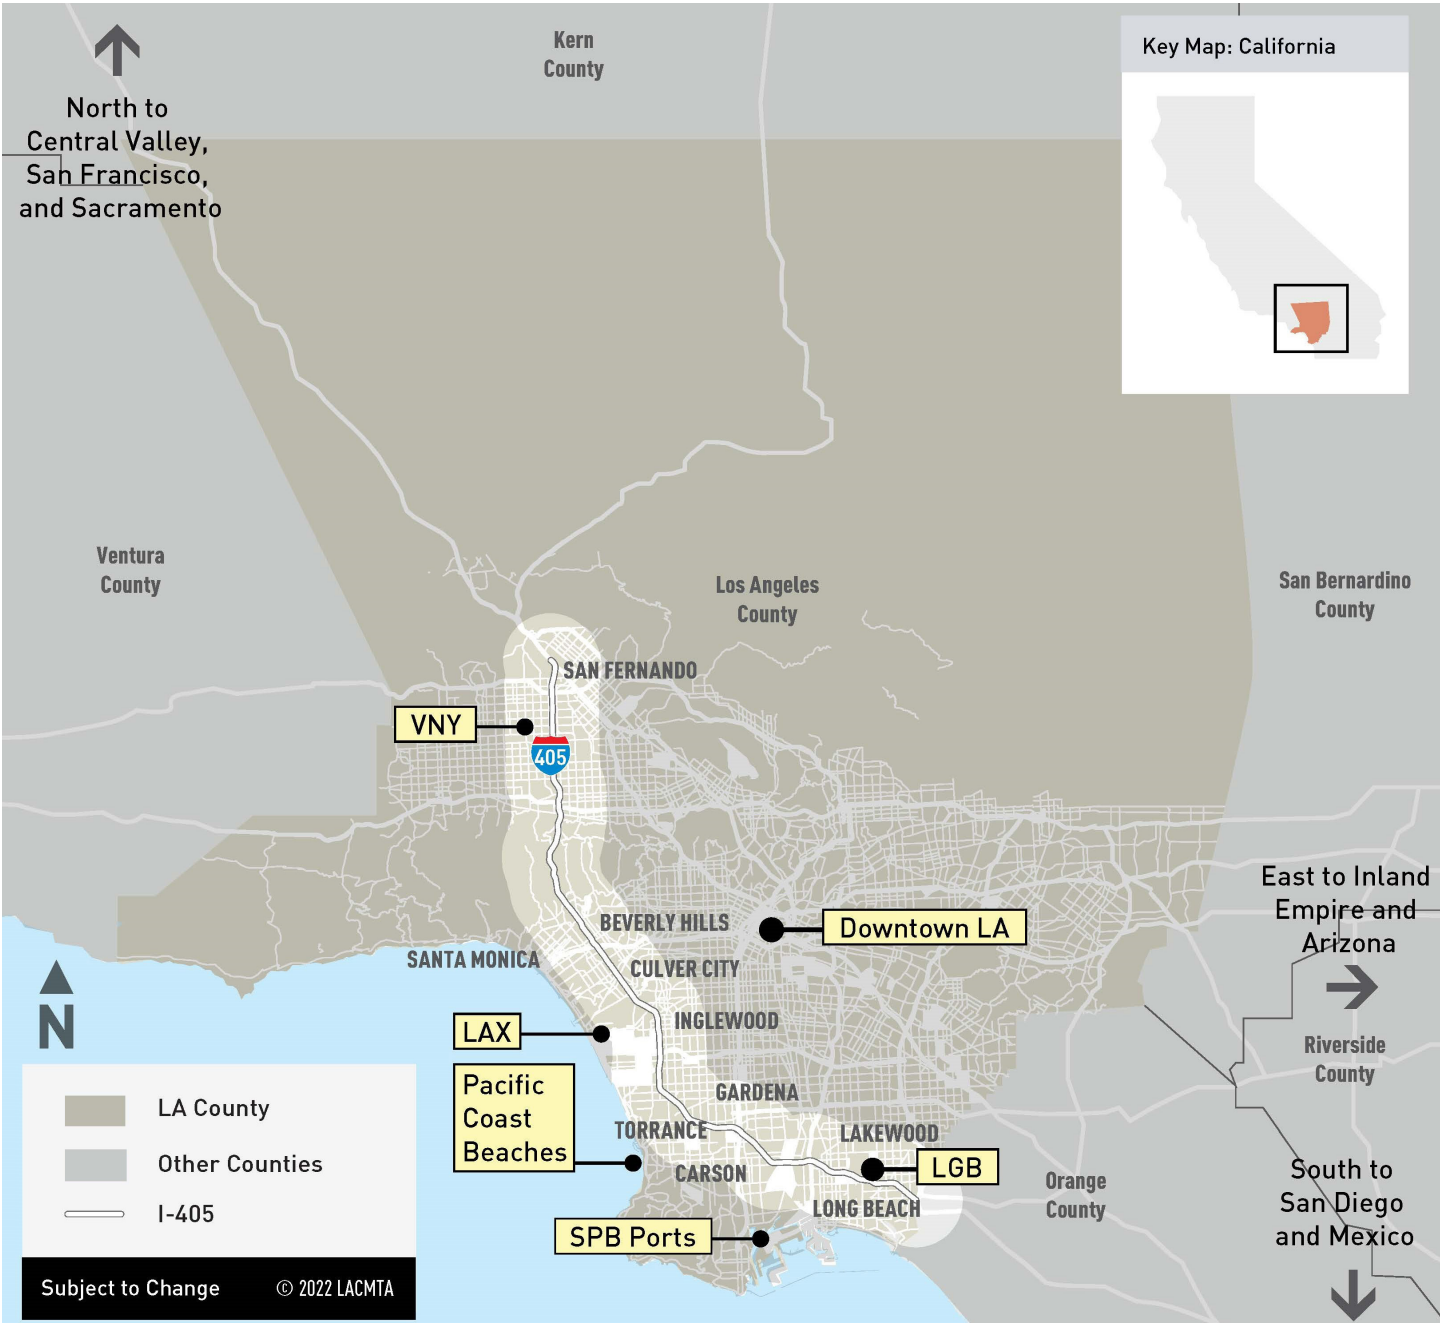 Kern
County
Key Map: California
North to
Central Valley,
San Francisco,
and Sacramento
Ventura
County
Los Angeles
County
San Bernardino
County
SAN FERNANDO
VNY
405
BEVERLY HILLS
Downtown LA
East to Inland
Empire and
Arizona
SANTA MONICA
CULVER CITY
N
LAX
INGLEWOOD
Riverside
County
Pacific
Coast
Beaches
GARDENA
TORRANCE
LAKEWOOD
CARSON
LGB
LONG BEACH
Orange
County
South to
San Diego
and Mexico
SPB Ports
LA County
Other Counties
I-405
Subject to Change
© 2022 LACMTA